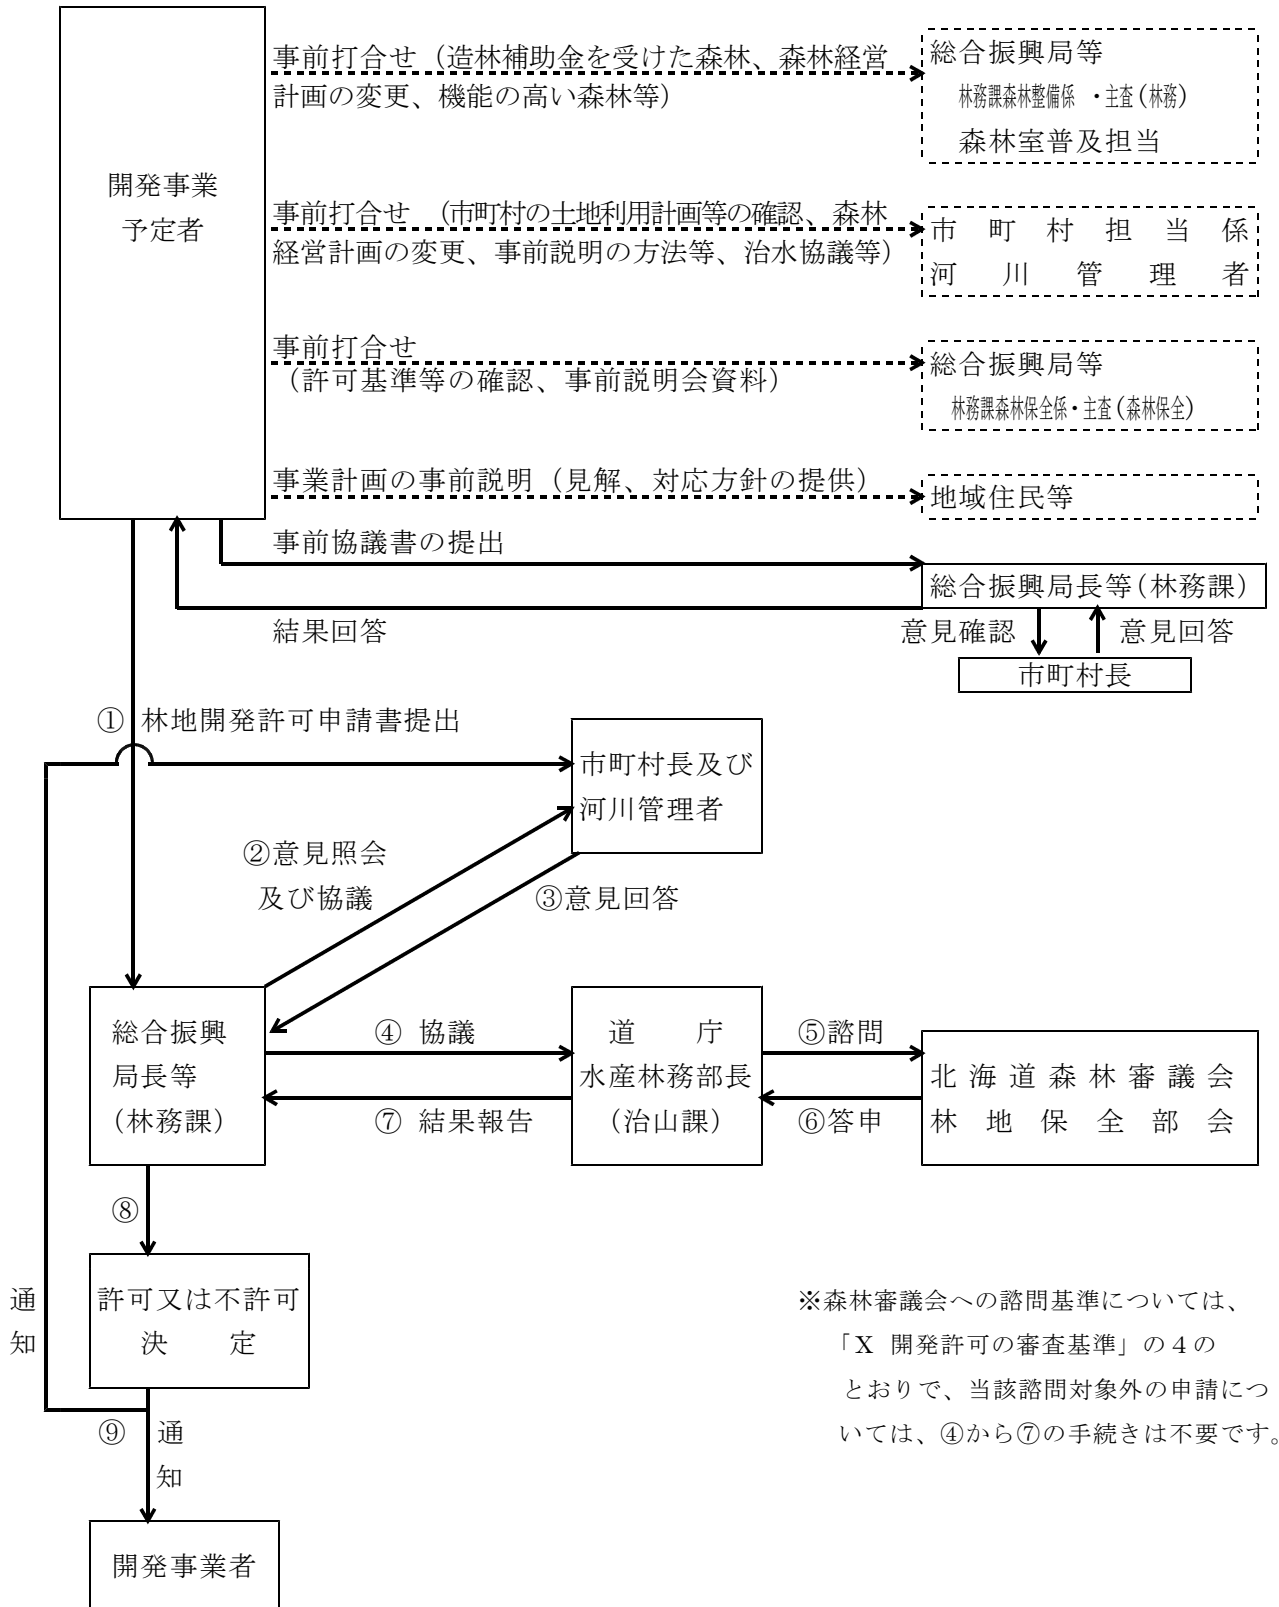 事前打合せ（造林補助金を受けた森林、森林経営
計画の変更、機能の高い森林等）
総合振興局等
林務課森林整備係 ・主査（林務）
森林室普及担当
開発事業
予定者
事前打合せ （市町村の土地利用計画等の確認、森林
経営計画の変更、事前説明の方法等、治水協議等）
市町村担当係
河川管理者
事前打合せ
（許可基準等の確認、事前説明会資料）
総合振興局等
林務課森林保全係・主査（森林保全）
事業計画の事前説明（見解、対応方針の提供）
地域住民等
事前協議書の提出
総合振興局長等（林務課）
結果回答
意見確認
意見回答
市町村長
① 林地開発許可申請書提出
市町村長及び
河川管理者
②意見照会
及び協議
③意見回答
総合振興
局長等
（林務課）
④ 協議
⑦ 結果報告
道 庁
水産林務部長
（治山課）
⑤諮問
⑥答申
北海道森林審議会
林地保全部会
⑧
許可又は不許可
決 定
通
知
⑨ 通
知
開発事業者
※森林審議会への諮問基準については、
「Ⅹ 開発許可の審査基準」の４の
とおりで、当該諮問対象外の申請につ
いては、④から⑦の手続きは不要です。